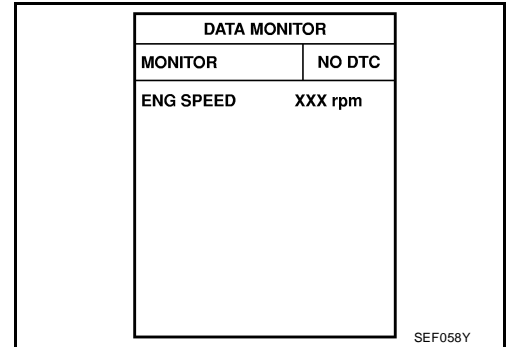 DATA MONITOR
MONITOR NO DTC
ENG SPEED XXX rpm
SEF058Y